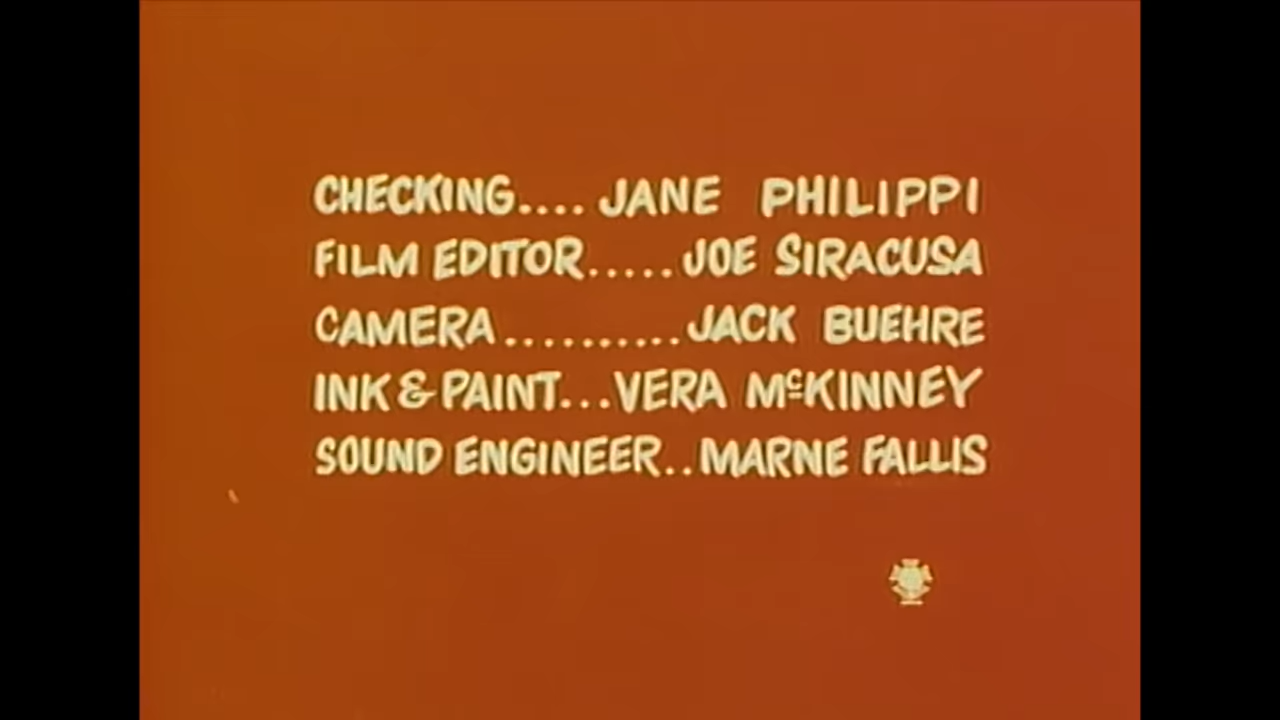 CHECKING.... JANE PHILIPPI
FILM EDITOR..... JOE SIRACUSA
CAMERA.......... JACK BUEHRE
INK & PAINT... VERA McKINNEY
SOUND ENGINEER.. MARNE FALLIS